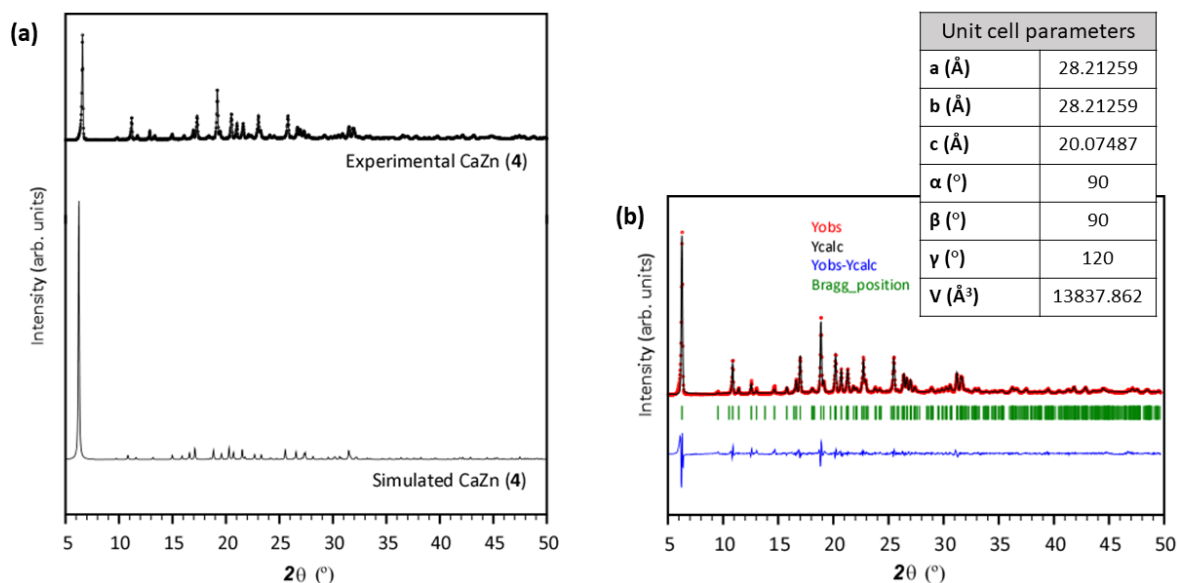 (a)
Intensity (arb. units)
Experimental CaZn (4)
Simulated CaZn (4)
5 10 15 20 25 30 35 40 45 50
2θ (º)
Unit cell parameters
a (Å) 28.21259
b (Å) 28.21259
c (Å) 20.07487
α (º) 90
β (º) 90
γ (º) 120
V (Å³) 13837.862
(b)
Intensity (arb. units)
Yobs
Ycalc
Yobs-Ycalc
Bragg_position
5 10 15 20 25 30 35 40 45 50
2θ (º)